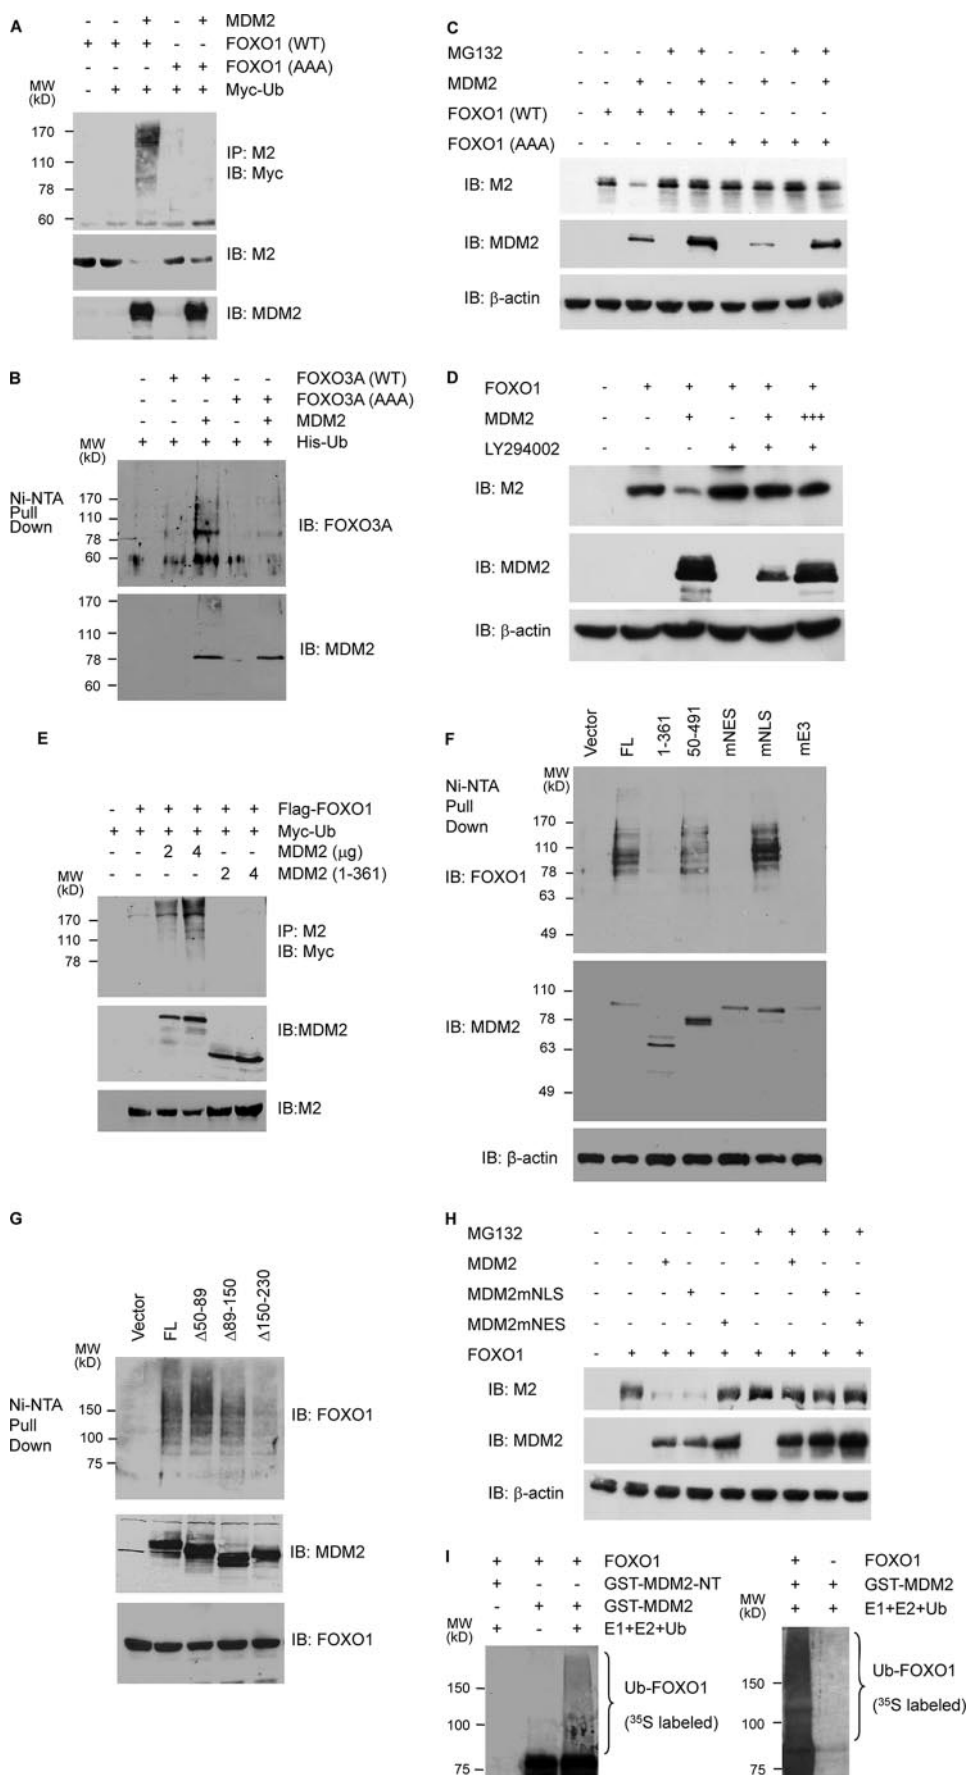 A
- - + - + MDM2
+ + + - - FOXO1 (WT)
- - - + + FOXO1 (AAA)
- + + + + Myc-Ub
MW
(kD)
170
110
78
60
IP: M2
IB: Myc
IB: M2
IB: MDM2
B
- + + - - FOXO3A (WT)
- - - + + FOXO3A (AAA)
- - + - + MDM2
+ + + + + His-Ub
MW
(kD)
Ni-NTA
Pull
Down
170
110
78
60
IB: FOXO3A
170
110
78
60
IB: MDM2
C
MG132 - - - + + - - + +
MDM2 - - + - + - + - +
FOXO1 (WT) - + + + + - - - -
FOXO1 (AAA) - - - - - + + + +
IB: M2
IB: MDM2
IB: β-actin
D
FOXO1 - + + + + +
MDM2 - - + - + +++
LY294002 - - - + + +
IB: M2
IB: MDM2
IB: β-actin
E
- + + + + + Flag-FOXO1
+ + + + + + Myc-Ub
- - 2 4 - - MDM2 (μg)
- - - - 2 4 MDM2 (1-361)
MW
(kD)
170
110
78
IP: M2
IB: Myc
IB:MDM2
IB:M2
F
Vector
FL
1-361
50-491
mNES
mNLS
mE3
MW
(kD)
Ni-NTA
Pull
Down
IB: FOXO1
170
110
78
63
49
IB: MDM2
110
78
63
49
IB: β-actin
G
Vector
FL
Δ50-89
Δ89-150
Δ150-230
MW
(kD)
Ni-NTA
Pull
Down
150
100
75
IB: FOXO1
IB: MDM2
IB: FOXO1
H
MG132 - - - - - + + + +
MDM2 - - + - - - + - -
MDM2mNLS - - - + - - - + -
MDM2mNES - - - - + - - - +
FOXO1 - + + + + + + + +
IB: M2
IB: MDM2
IB: β-actin
I
+ + + FOXO1
+ - - GST-MDM2-NT
- + + GST-MDM2
+ - + E1+E2+Ub
MW
(kD)
150
100
75
Ub-FOXO1
(35S labeled)
+ - FOXO1
+ + GST-MDM2
+ + E1+E2+Ub
MW
(kD)
150
100
75
Ub-FOXO1
(35S labeled)